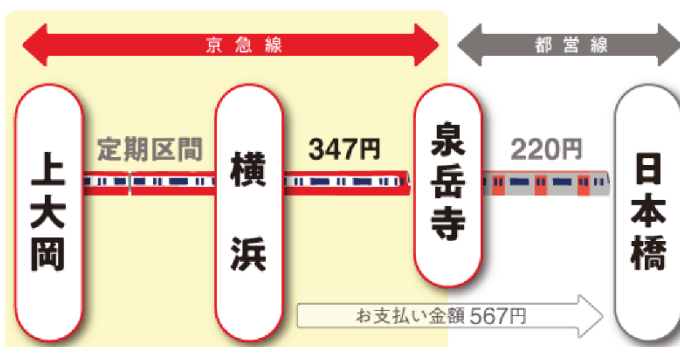 京急線
都営線
上大岡
定期区間
横浜
347円
泉岳寺
220円
日本橋
お支払い金額567円